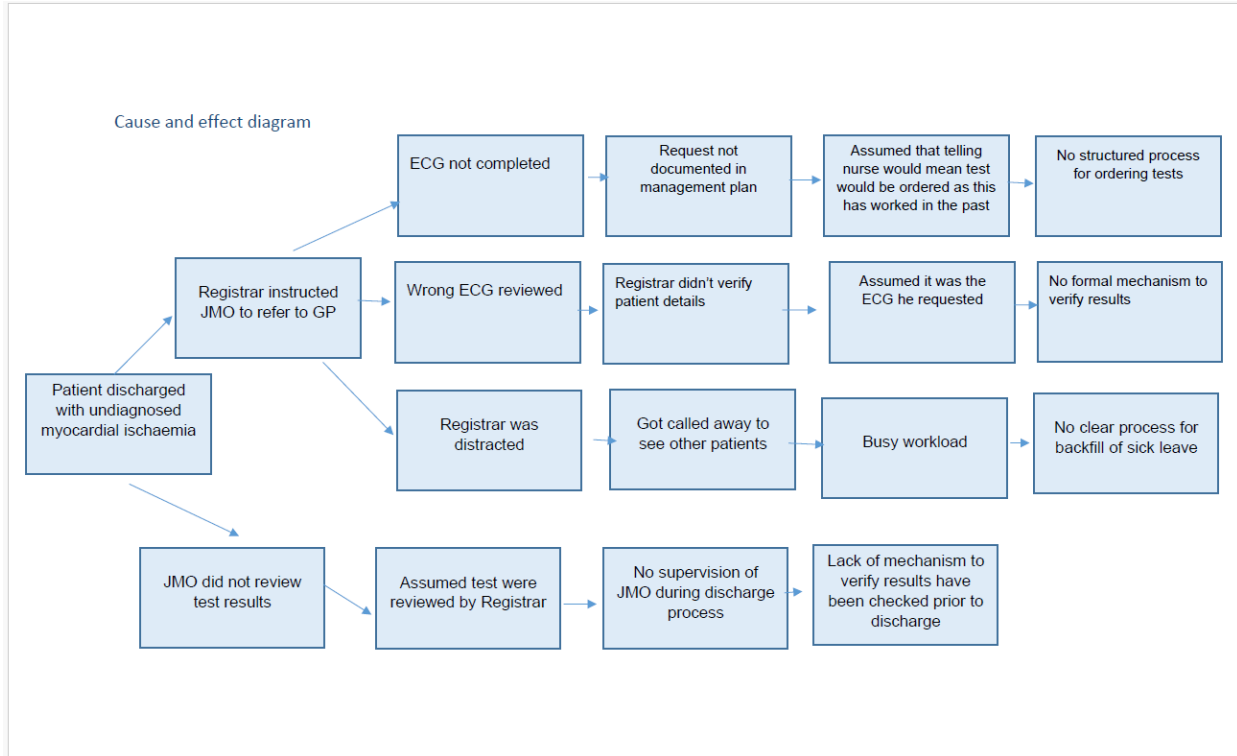 Cause and effect diagram
ECG not completed
Request not
documented in
management plan
Assumed that telling
nurse would mean test
would be ordered as this
has worked in the past
No structured process
for ordering tests
Registrar instructed
JMO to refer to GP
Wrong ECG reviewed
Registrar didn't verify
patient details
Assumed it was the
ECG he requested
No formal mechanism to
verify results
Patient discharged
with undiagnosed
myocardial ischaemia
Registrar was
distracted
Got called away to
see other patients
Busy workload
No clear process for
backfill of sick leave
JMO did not review
test results
Assumed test were
reviewed by Registrar
No supervision of
JMO during discharge
process
Lack of mechanism to
verify results have
been checked prior to
discharge